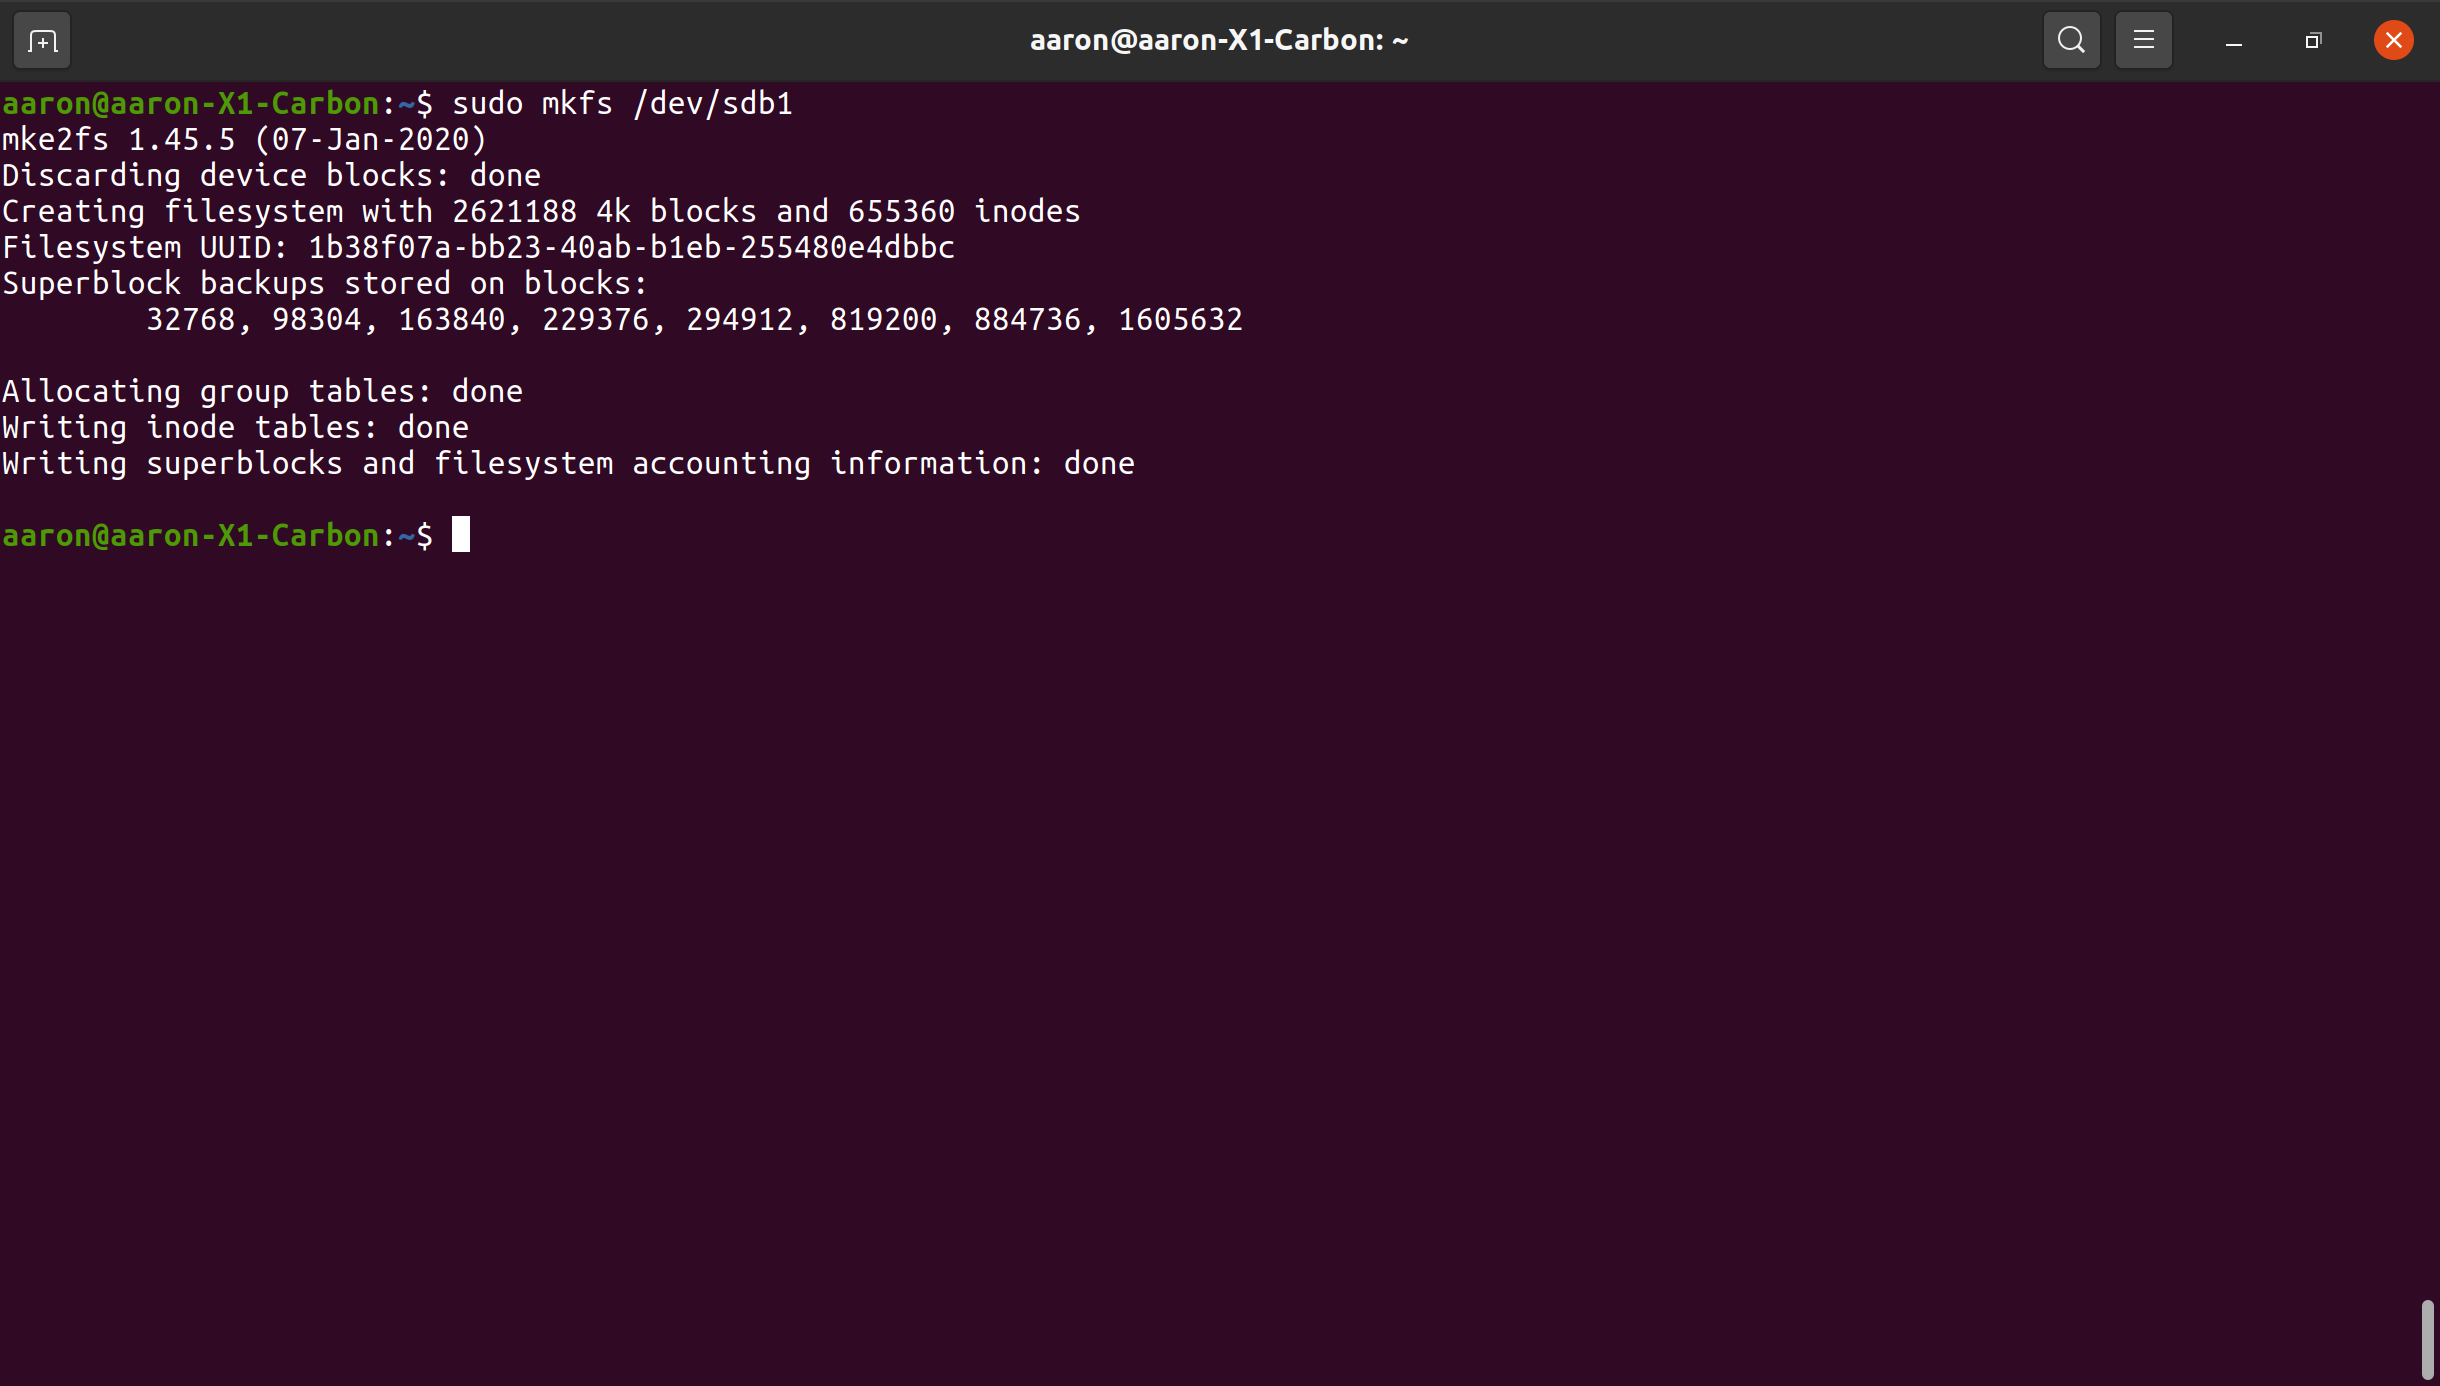 aaron@aaron-X1-Carbon: ~
aaron@aaron-X1-Carbon:~$ sudo mkfs /dev/sdb1
mke2fs 1.45.5 (07-Jan-2020)
Discarding device blocks: done
Creating filesystem with 2621188 4k blocks and 655360 inodes
Filesystem UUID: 1b38f07a-bb23-40ab-b1eb-255480e4dbbc
Superblock backups stored on blocks:
32768, 98304, 163840, 229376, 294912, 819200, 884736, 1605632
Allocating group tables: done
Writing inode tables: done
Writing superblocks and filesystem accounting information: done
aaron@aaron-X1-Carbon:~$